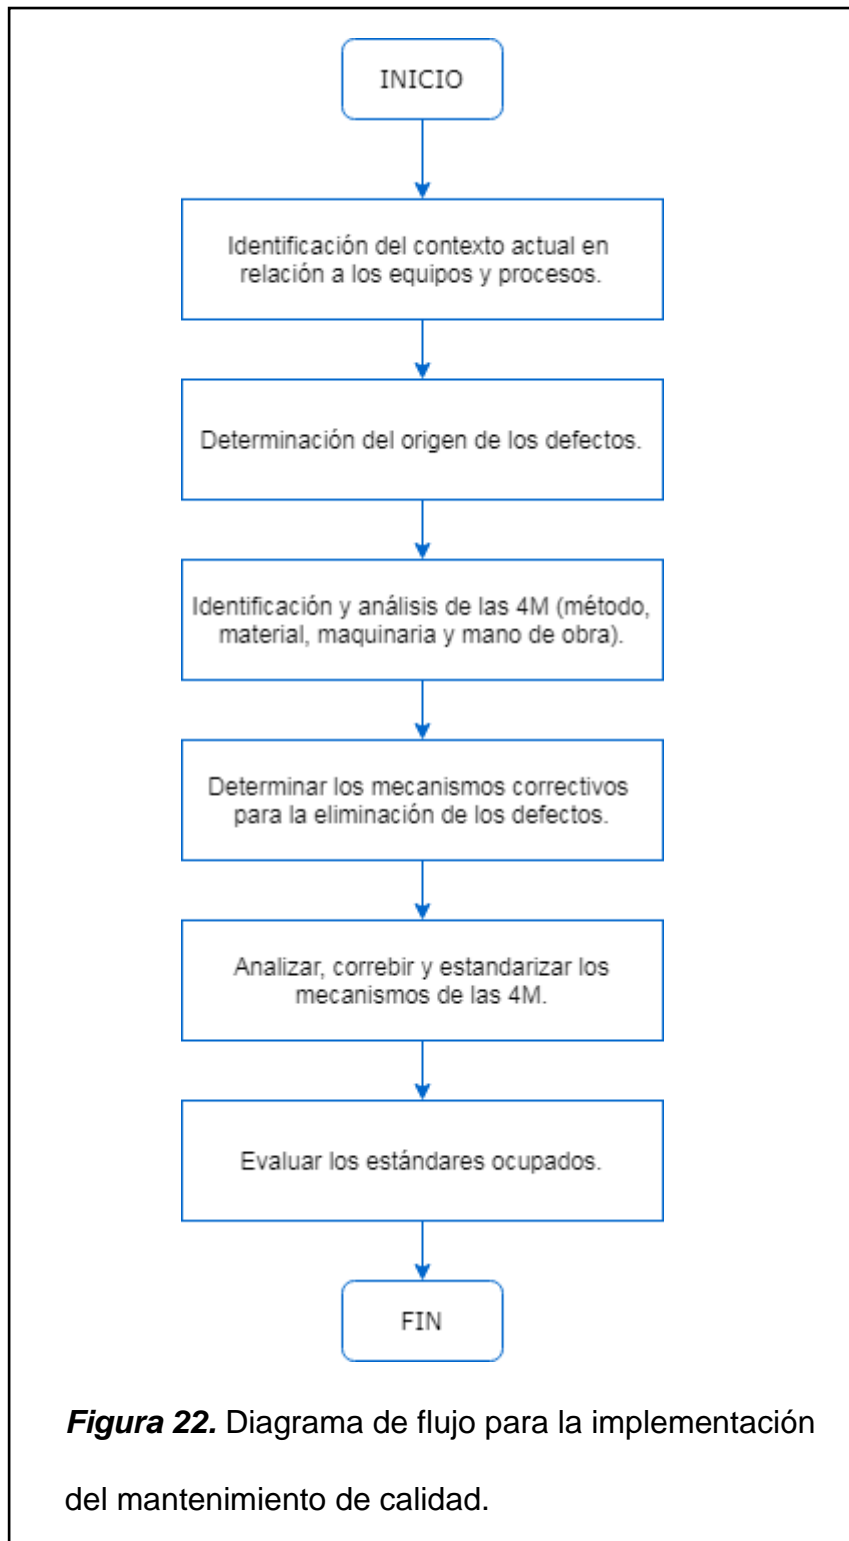 INICIO
Identificación del contexto actual en
relación a los equipos y procesos.
Determinación del origen de los defectos.
Identificación y análisis de las 4M (método,
material, maquinaria y mano de obra).
Determinar los mecanismos correctivos
para la eliminación de los defectos.
Analizar, correbir y estandarizar los
mecanismos de las 4M.
Evaluar los estándares ocupados.
FIN
Figura 22. Diagrama de flujo para la implementación
del mantenimiento de calidad.